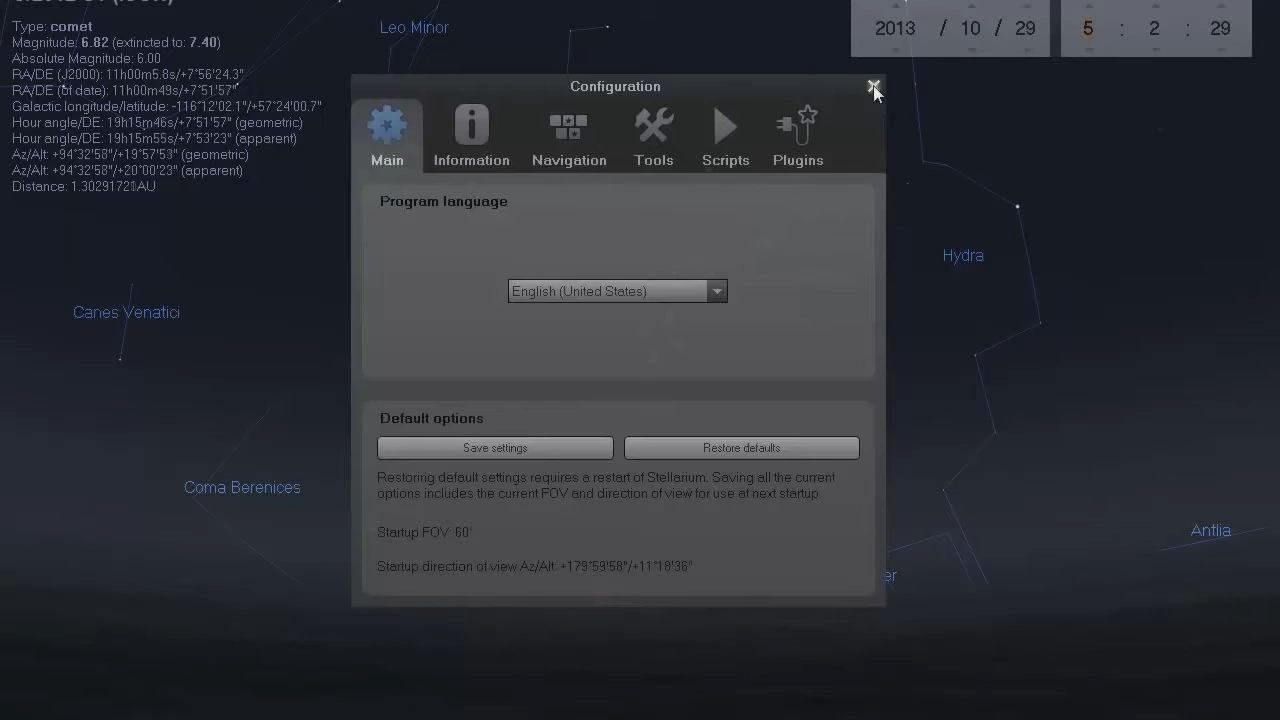 Type: comet
Magnitude: 6.82 (extincted to: 7.40)
Absolute Magnitude: 6.00
RA/DE (J2000): 11h00m5.8s/+7°56'24.3"
RA/DE (of date): 11h00m49s/+7°51'57"
Galactic longitude/latitude: -116°12'02.1"/+57°24'00.7"
Hour angle/DE: 19h15m46s/+7°51'57" (geometric)
Hour angle/DE: 19h15m55s/+7°53'23" (apparent)
Az/Alt: +94°32'58"/+19°57'53" (geometric)
Az/Alt: +94°32'58"/+20°00'23" (apparent)
Distance: 1.30291721AU
Leo Minor
2013 / 10 / 29
5 : 2 : 29
Configuration
Main Information Navigation Tools Scripts Plugins
Program language
English (United States)
Default options
Save settings Restore defaults
Restoring default settings requires a restart of Stellarium. Saving all the current
options includes the current FOV and direction of view for use at next startup.
Startup FOV: 60°
Startup direction of view Az/Alt: +179°59'58"/+11°18'36"
Hydra
Canes Venatici
Coma Berenices
Antlia